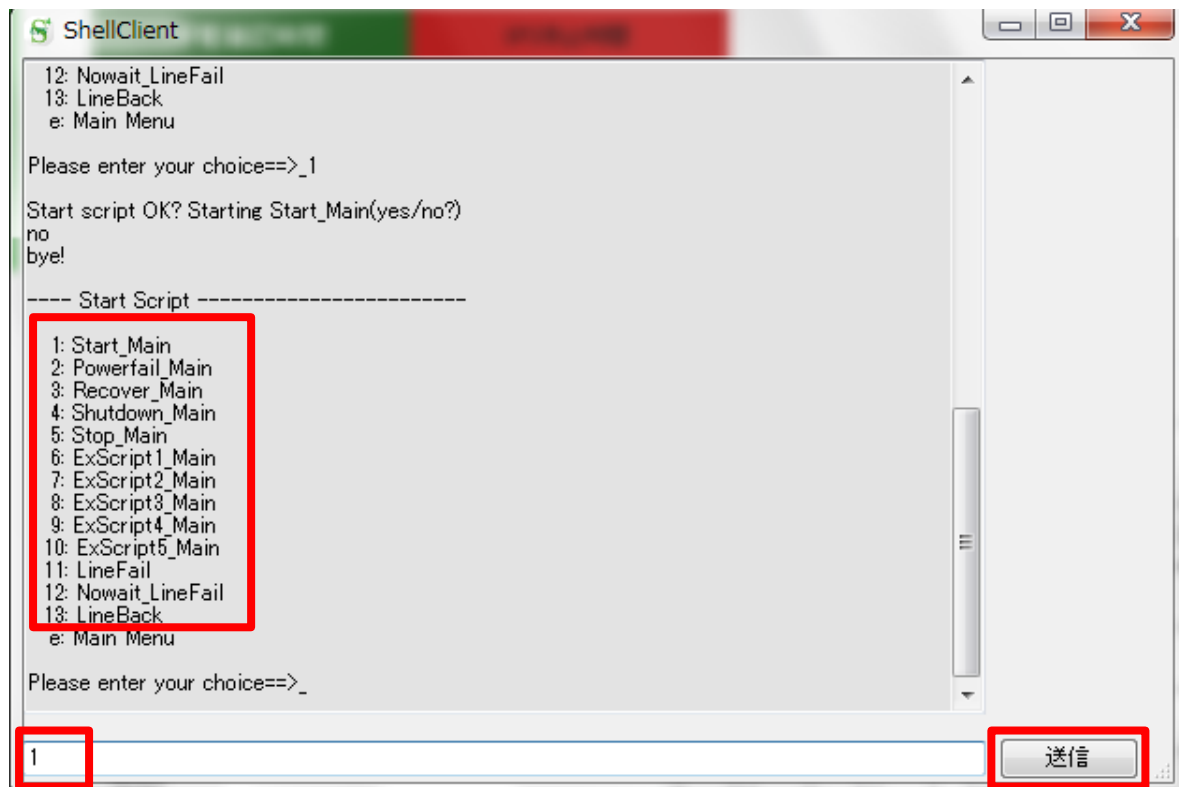 ShellClient
12: Nowait_LineFail
13: LineBack
e: Main Menu
Please enter your choice==>_1
Start script OK? Starting Start_Main(yes/no?)
no
bye!
---- Start Script ------------------------
1: Start_Main
2: Powerfail_Main
3: Recover_Main
4: Shutdown_Main
5: Stop_Main
6: ExScript1_Main
7: ExScript2_Main
8: ExScript3_Main
9: ExScript4_Main
10: ExScript5_Main
11: LineFail
12: Nowait_LineFail
13: LineBack
e: Main Menu
Please enter your choice==>_
1
送信